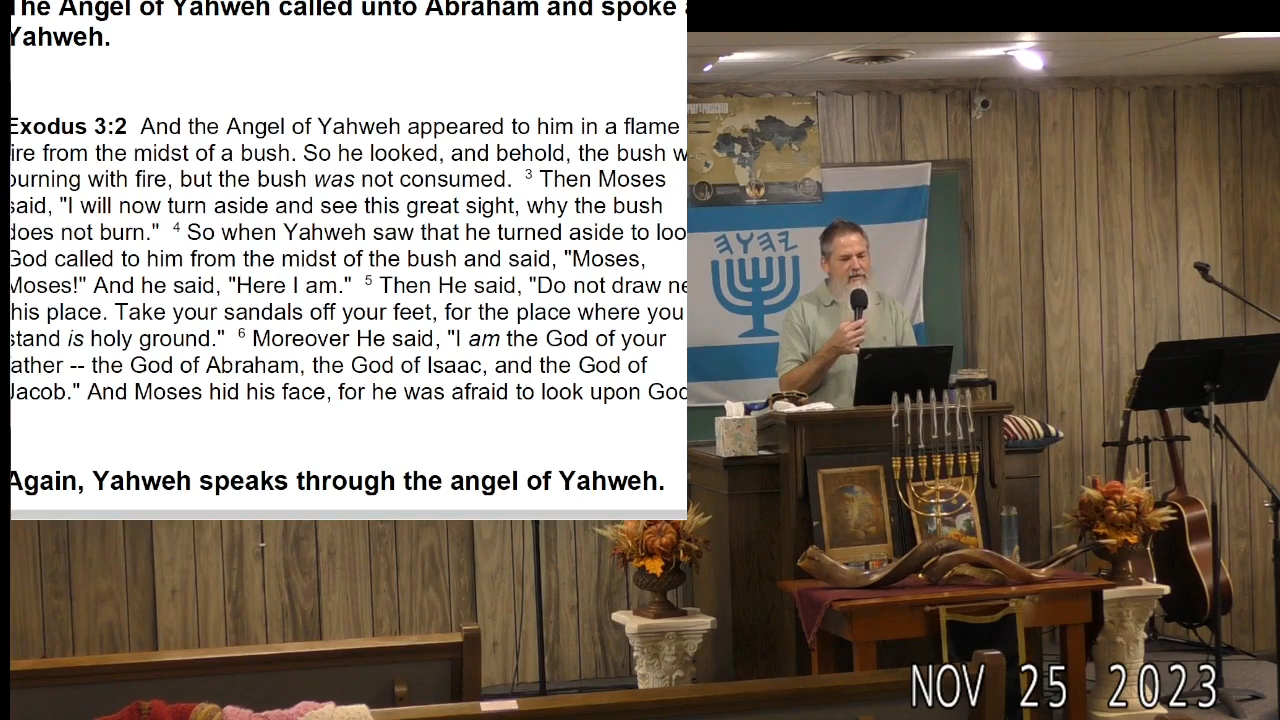 The Angel of Yahweh called unto Abraham and spoke
Yahweh.
Exodus 3:2 And the Angel of Yahweh appeared to him in a flame
ire from the midst of a bush. So he looked, and behold, the bush w
burning with fire, but the bush was not consumed. 3 Then Moses
said, "I will now turn aside and see this great sight, why the bush
does not burn." 4 So when Yahweh saw that he turned aside to loo
God called to him from the midst of the bush and said, "Moses,
Moses!" And he said, "Here I am." 5 Then He said, "Do not draw ne
his place. Take your sandals off your feet, for the place where you
stand is holy ground." 6 Moreover He said, "I am the God of your
ather -- the God of Abraham, the God of Isaac, and the God of
Jacob." And Moses hid his face, for he was afraid to look upon God
Again, Yahweh speaks through the angel of Yahweh.
𐤉𐤄𐤅𐤄
NOV 25 2023